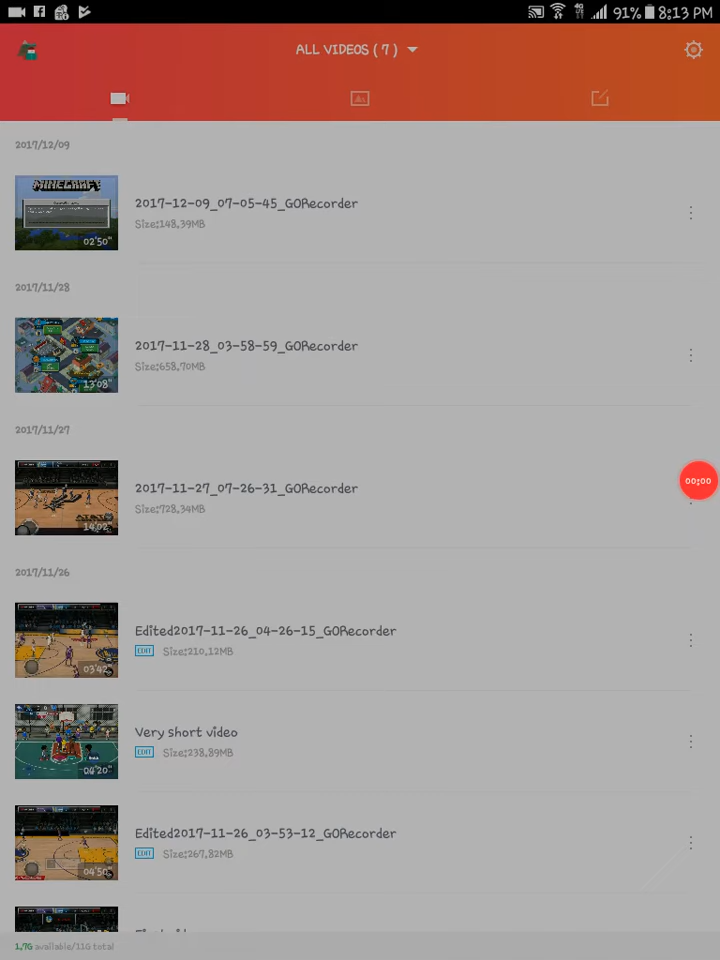 91% 8:13 PM
ALL VIDEOS ( 7 )
2017/12/09
MINECRAFT
02'50"
2017-12-09_07-05-45_GORecorder
Size:148.39MB
2017/11/28
13'08"
2017-11-28_03-58-59_GORecorder
Size:658.70MB
2017/11/27
14'02"
2017-11-27_07-26-31_GORecorder
Size:728.34MB
00:00
2017/11/26
03'42"
Edited2017-11-26_04-26-15_GORecorder
EDIT Size:210.12MB
04'20"
Very short video
EDIT Size:238.89MB
04'50"
Edited2017-11-26_03-53-12_GORecorder
EDIT Size:267.82MB
1.7G available/11G total